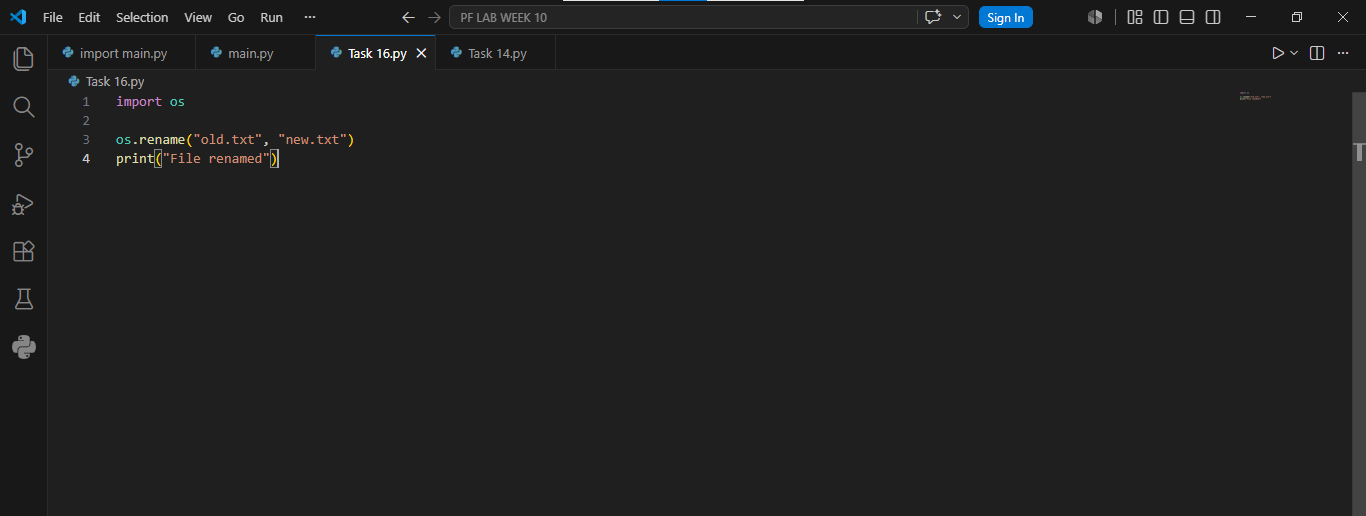 File Edit Selection View Go Run ··· PF LAB WEEK 10 Sign In
import main.py main.py Task 16.py Task 14.py
Task 16.py
1 import os
2
3 os.rename("old.txt", "new.txt")
4 print("File renamed")